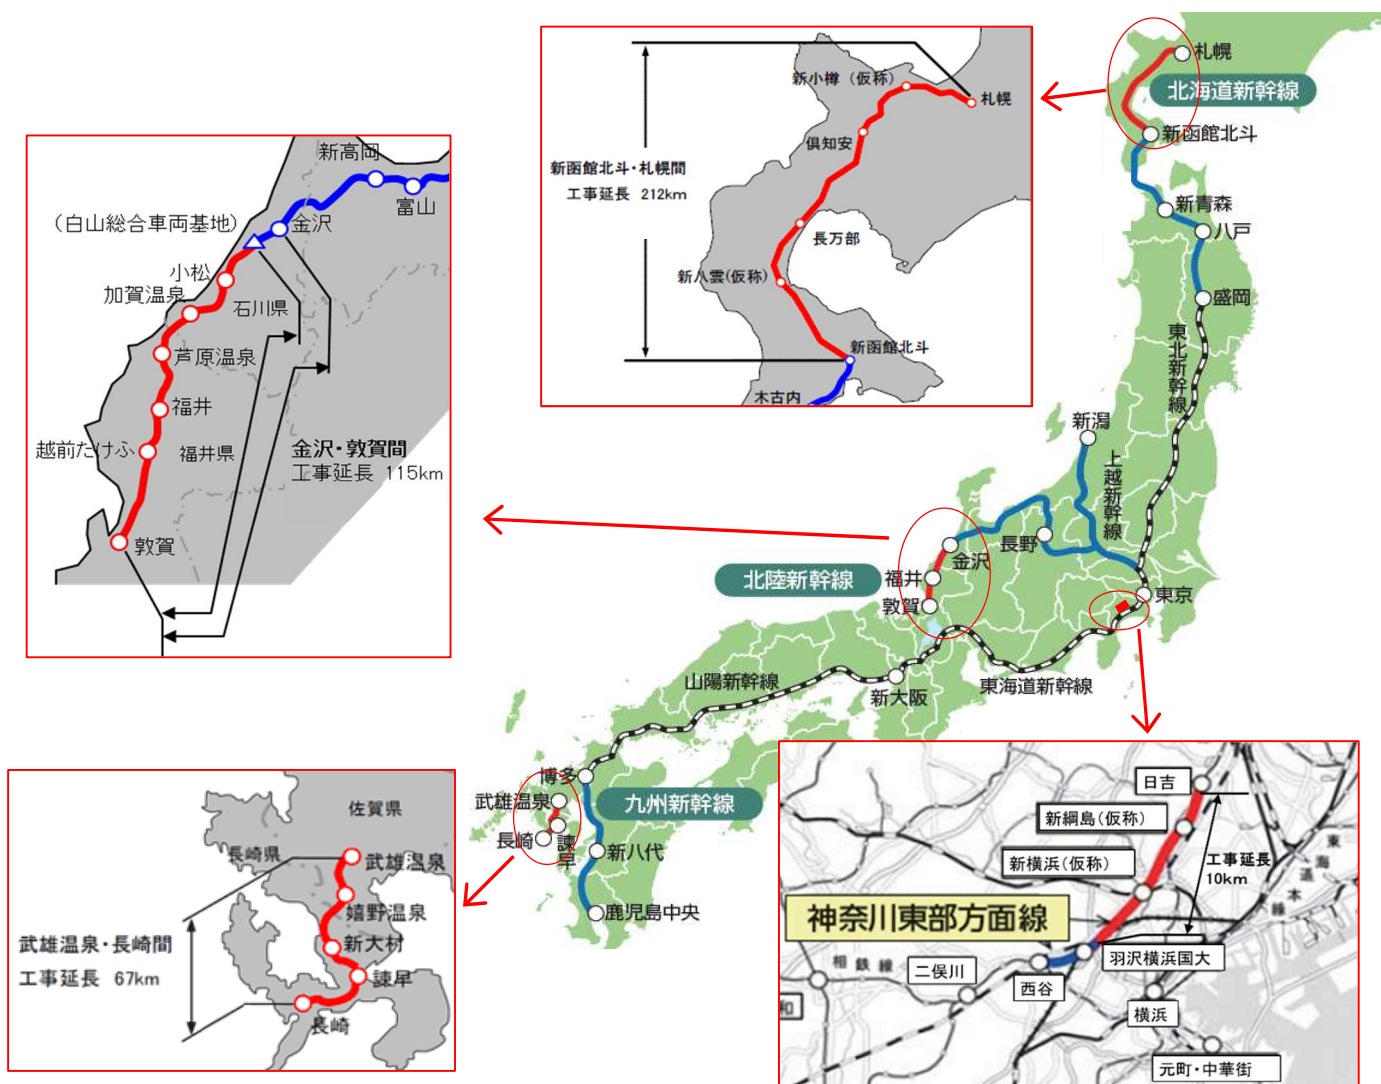 新高岡
富山
(白山総合車両基地)
金沢
小松
加賀温泉
石川県
芦原温泉
福井
越前たけふ
福井県
金沢・敦賀間
工事延長 115km
敦賀
新小樽(仮称)
札幌
倶知安
新函館北斗・札幌間
工事延長 212km
長万部
新八雲(仮称)
新函館北斗
木古内
札幌
北海道新幹線
新函館北斗
新青森
八戸
盛岡
東北新幹線
新潟
上越新幹線
長野
金沢
北陸新幹線
福井
敦賀
東京
山陽新幹線
新大阪
東海道新幹線
博多
武雄温泉
九州新幹線
長崎
諫早
新八代
鹿児島中央
佐賀県
長崎県
武雄温泉
嬉野温泉
武雄温泉・長崎間
工事延長 67km
新大村
諫早
長崎
日吉
新綱島(仮称)
新横浜(仮称)
工事延長
10km
東海道本線
神奈川東部方面線
羽沢横浜国大
相鉄線
二俣川
西谷
和
横浜
元町・中華街